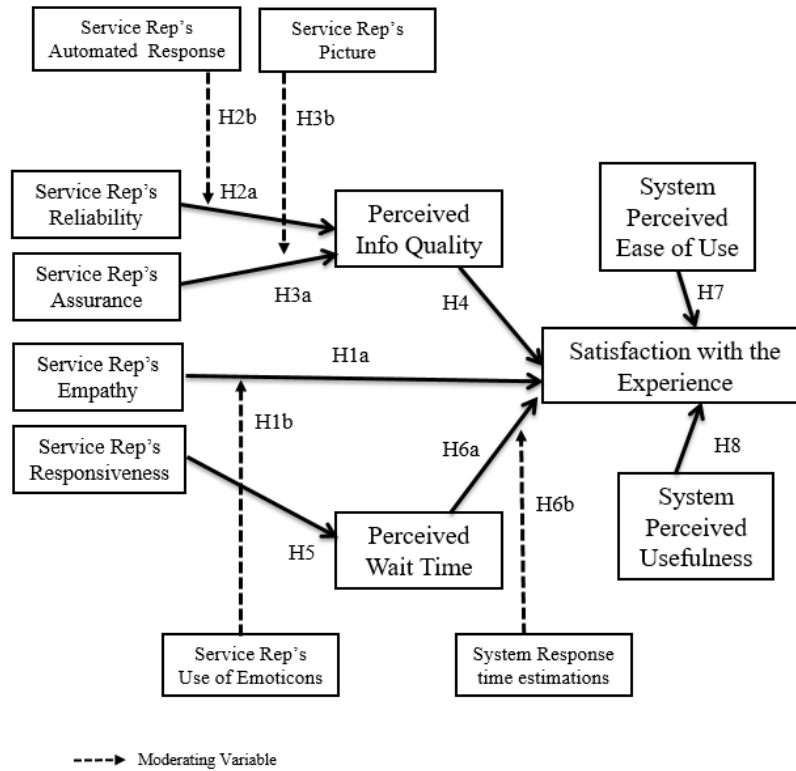 Service Rep’s
Automated Response
Service Rep’s
Picture
H2b
H3b
Service Rep’s
Reliability
H2a
Perceived
Info Quality
System
Perceived
Ease of Use
Service Rep’s
Assurance
H3a
H4
H7
Service Rep’s
Empathy
H1a
Satisfaction with the
Experience
H1b
Service Rep’s
Responsiveness
H6a
H8
H5
Perceived
Wait Time
H6b
System
Perceived
Usefulness
Service Rep’s
Use of Emoticons
System Response
time estimations
Moderating Variable